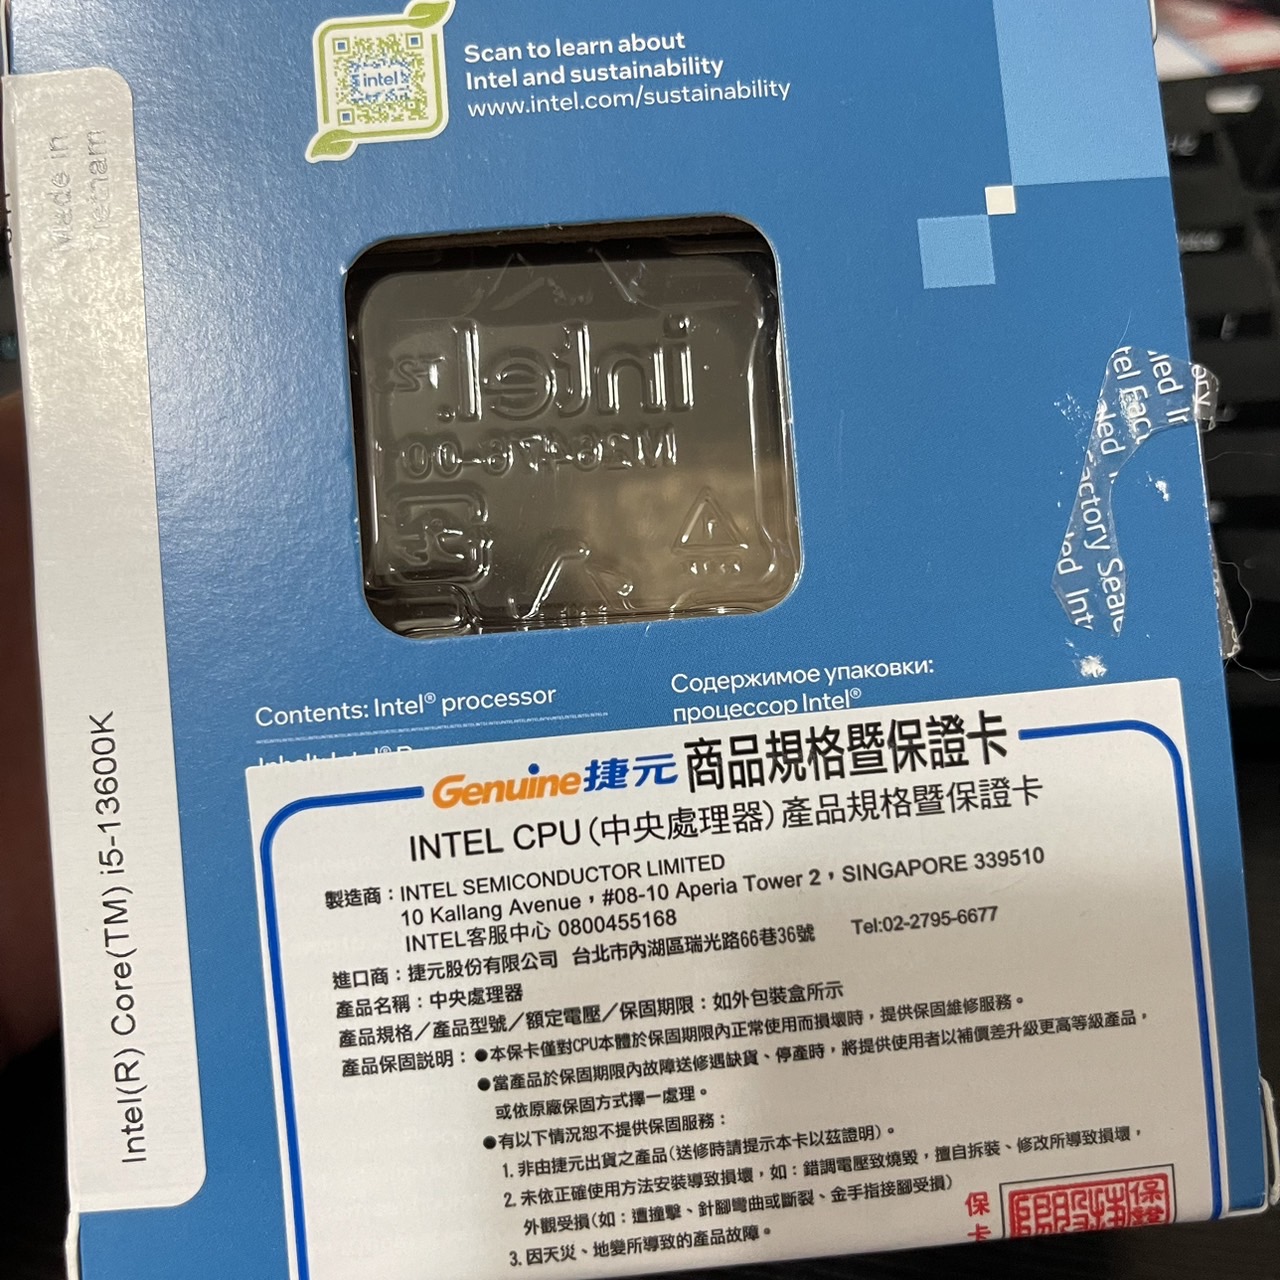 intel
Scan to learn about
Intel and sustainability
www.intel.com/sustainability
Made in
Vietnam
Intel(R) Core(TM) i5-13600K
intel.
M26476-00
Contents: Intel® processor
Содержимое упаковки:
процессор Intel®
Genuine捷元 商品規格暨保證卡
INTEL CPU(中央處理器)產品規格暨保證卡
製造商：INTEL SEMICONDUCTOR LIMITED
10 Kallang Avenue，#08-10 Aperia Tower 2，SINGAPORE 339510
INTEL客服中心 0800455168
進口商：捷元股份有限公司 台北市內湖區瑞光路66巷36號 Tel:02-2795-6677
產品名稱：中央處理器
產品規格／產品型號／額定電壓／保固期限：如外包裝盒所示
產品保固說明：●本保卡僅對CPU本體於保固期限內正常使用而損壞時，提供保固維修服務。
●當產品於保固期限內故障送修遇缺貨、停產時，將提供使用者以補價差升級更高等級產品，
或依原廠保固方式擇一處理。
●有以下情況恕不提供保固服務：
1. 非由捷元出貨之產品(送修時請提示本卡以茲證明)。
2. 未依正確使用方法安裝導致損壞，如：錯調電壓致燒毀，擅自拆裝、修改所導致損壞，
外觀受損(如：遭撞擊、針腳彎曲或斷裂、金手指接腳受損)
3. 因天災、地變所導致的產品故障。
保
卡
actory Seale